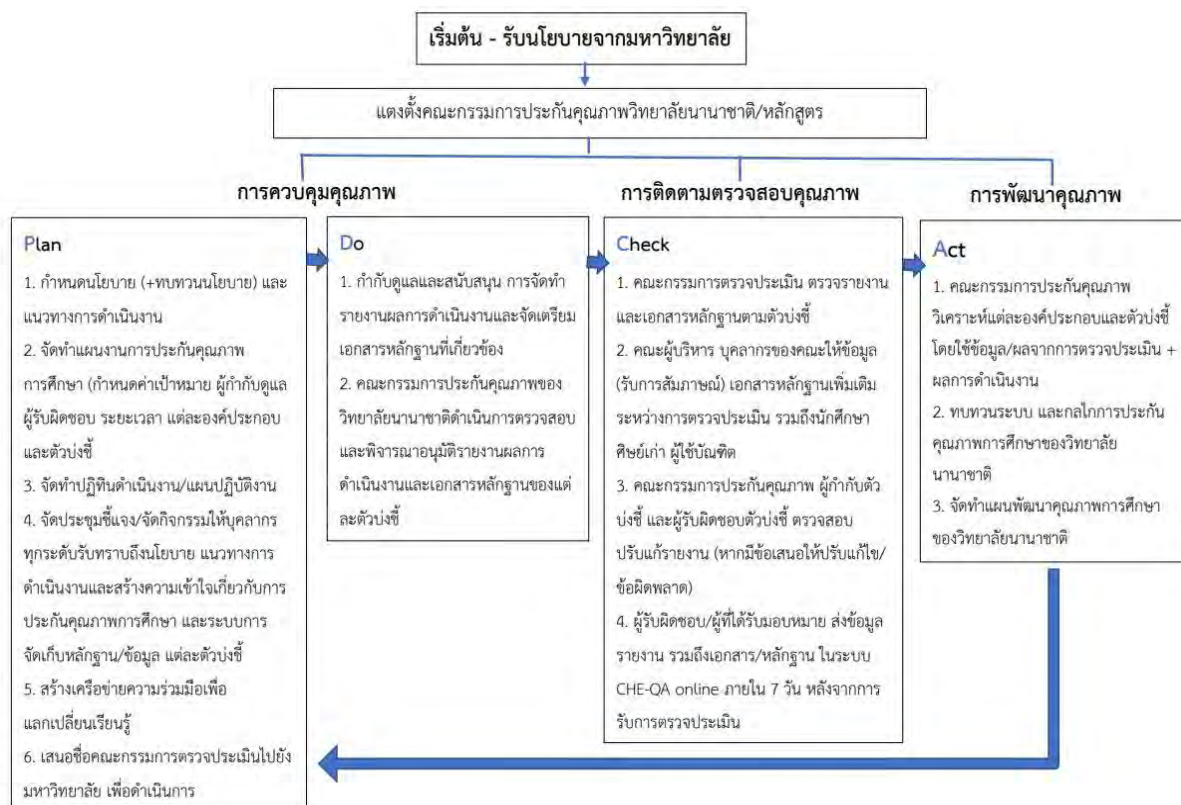 เริ่มต้น - รับนโยบายจากมหาวิทยาลัย
แตงตั้งคณะกรรมการประกันคุณภาพวิทยาลัยนานาชาติ/หลักสูตร
การควบคุมคุณภาพ
การติดตามตรวจสอบคุณภาพ
การพัฒนาคุณภาพ
Plan
1. กำหนดนโยบาย (+ทบทวนนโยบาย) และ
แนวทางการดำเนินงาน
2. จัดทำแผนงานการประกันคุณภาพ
การศึกษา (กำหนดค่าเป้าหมาย ผู้กำกับดูแล
ผู้รับผิดชอบ ระยะเวลา แต่ละองค์ประกอบ
และตัวบ่งชี้
3. จัดทำปฏิทินดำเนินงาน/แผนปฏิบัติงาน
4. จัดประชุมชี้แจง/จัดกิจกรรมให้บุคลากร
ทุกระดับรับทราบถึงนโยบาย แนวทางการ
ดำเนินงานและสร้างความเข้าใจเกี่ยวกับการ
ประกันคุณภาพการศึกษา และระบบการ
จัดเก็บหลักฐาน/ข้อมูล แต่ละตัวบ่งชี้
5. สร้างเครือข่ายความร่วมมือเพื่อ
แลกเปลี่ยนเรียนรู้
6. เสนอชื่อคณะกรรมการตรวจประเมินไปยัง
มหาวิทยาลัย เพื่อดำเนินการ
Do
1. กำกับดูแลและสนับสนุน การจัดทำ
รายงานผลการดำเนินงานและจัดเตรียม
เอกสารหลักฐานที่เกี่ยวข้อง
2. คณะกรรมการประกันคุณภาพของ
วิทยาลัยนานาชาติดำเนินการตรวจสอบ
และพิจารณาอนุมัติรายงานผลการ
ดำเนินงานและเอกสารหลักฐานของแต่
ละตัวบ่งชี้
Check
1. คณะกรรมการตรวจประเมิน ตรวจรายงาน
และเอกสารหลักฐานตามตัวบ่งชี้
2. คณะผู้บริหาร บุคลากรของคณะให้ข้อมูล
(รับการสัมภาษณ์) เอกสารหลักฐานเพิ่มเติม
ระหว่างการตรวจประเมิน รวมถึงนักศึกษา
ศิษย์เก่า ผู้ใช้บัณฑิต
3. คณะกรรมการประกันคุณภาพ ผู้กำกับตัว
บ่งชี้ และผู้รับผิดชอบตัวบ่งชี้ ตรวจสอบ
ปรับแก้รายงาน (หากมีข้อเสนอให้ปรับแก้ไข/
ข้อผิดพลาด)
4. ผู้รับผิดชอบ/ผู้ที่ได้รับมอบหมาย ส่งข้อมูล
รายงาน รวมถึงเอกสาร/หลักฐาน ในระบบ
CHE-QA online ภายใน 7 วัน หลังจากการ
รับการตรวจประเมิน
Act
1. คณะกรรมการประกันคุณภาพ
วิเคราะห์แต่ละองค์ประกอบและตัวบ่งชี้
โดยใช้ข้อมูล/ผลจากการตรวจประเมิน +
ผลการดำเนินงาน
2. ทบทวนระบบ และกลไกการประกัน
คุณภาพการศึกษาของวิทยาลัย
นานาชาติ
3. จัดทำแผนพัฒนาคุณภาพการศึกษา
ของวิทยาลัยนานาชาติ